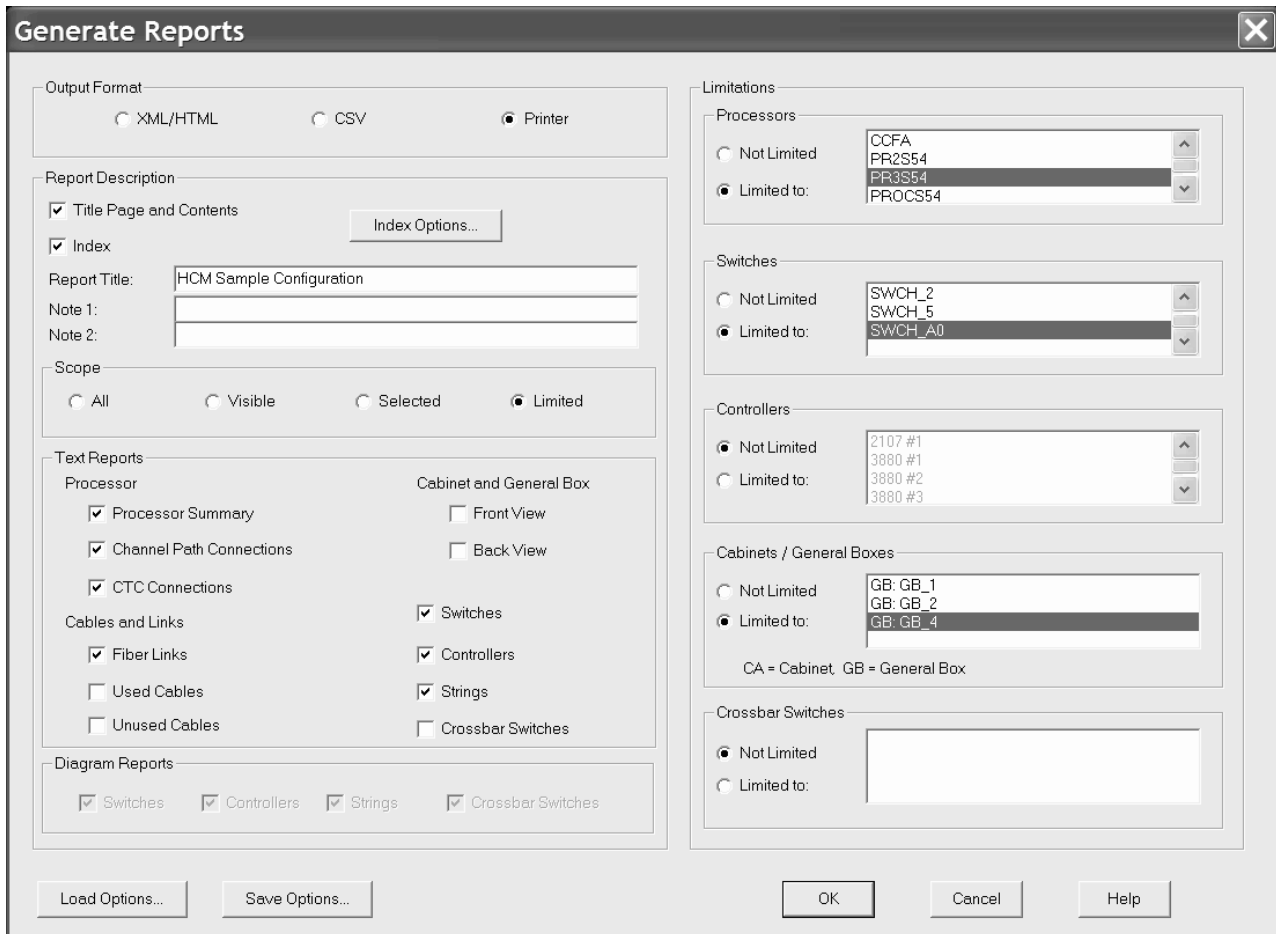 Generate Reports
Output Format
XML/HTML CSV Printer
Report Description
Title Page and Contents
Index Options...
Index
Report Title: HCM Sample Configuration
Note 1:
Note 2:
Scope
All Visible Selected Limited
Text Reports
Processor Cabinet and General Box
Processor Summary Front View
Channel Path Connections Back View
CTC Connections
Switches
Cables and Links
Fiber Links Controllers
Used Cables Strings
Unused Cables Crossbar Switches
Diagram Reports
Switches Controllers Strings Crossbar Switches
Limitations
Processors
Not Limited
Limited to:
CCFA
PR2S54
PR3S54
PROCS54
Switches
Not Limited
Limited to:
SWCH_2
SWCH_5
SWCH_A0
Controllers
Not Limited
Limited to:
2107 #1
3880 #1
3880 #2
3880 #3
Cabinets / General Boxes
Not Limited
Limited to:
GB: GB_1
GB: GB_2
GB: GB_4
CA = Cabinet, GB = General Box
Crossbar Switches
Not Limited
Limited to:
Load Options... Save Options... OK Cancel Help